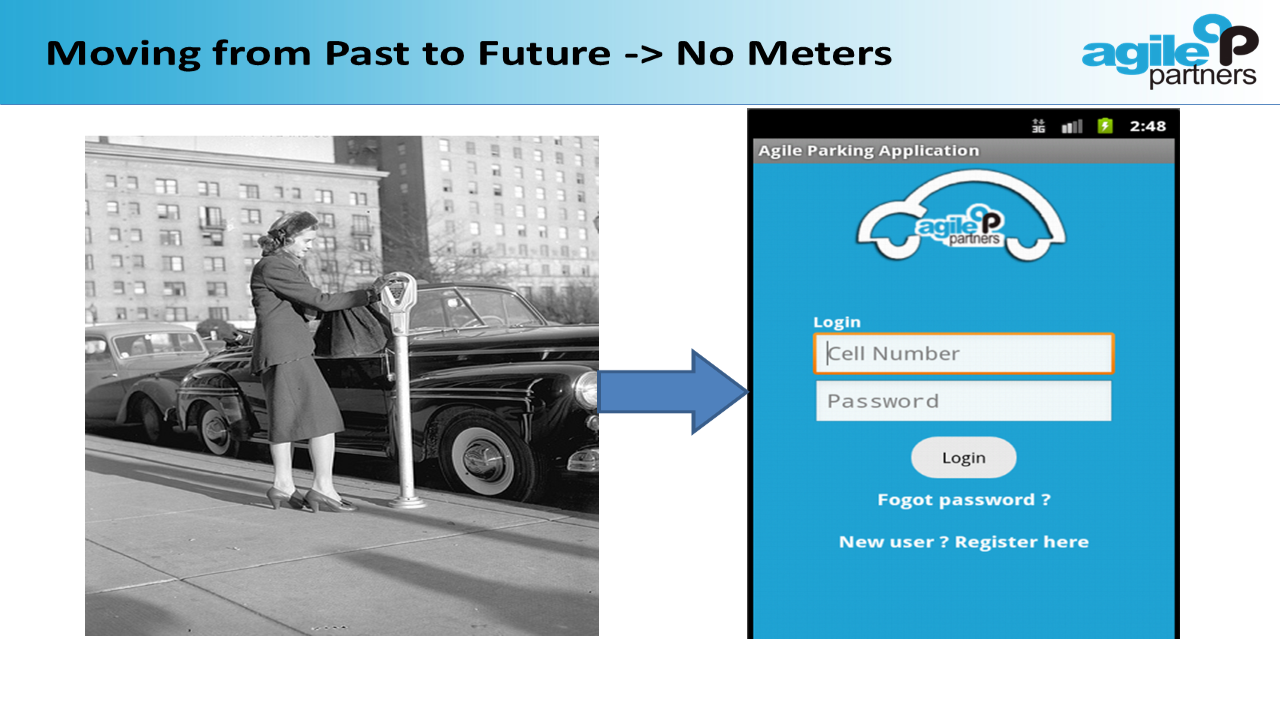 Moving from Past to Future -> No Meters
agile P
partners
3G 2:48
Agile Parking Application
agile P
partners
Login
Cell Number
Password
Login
Fogot password ?
New user ? Register here